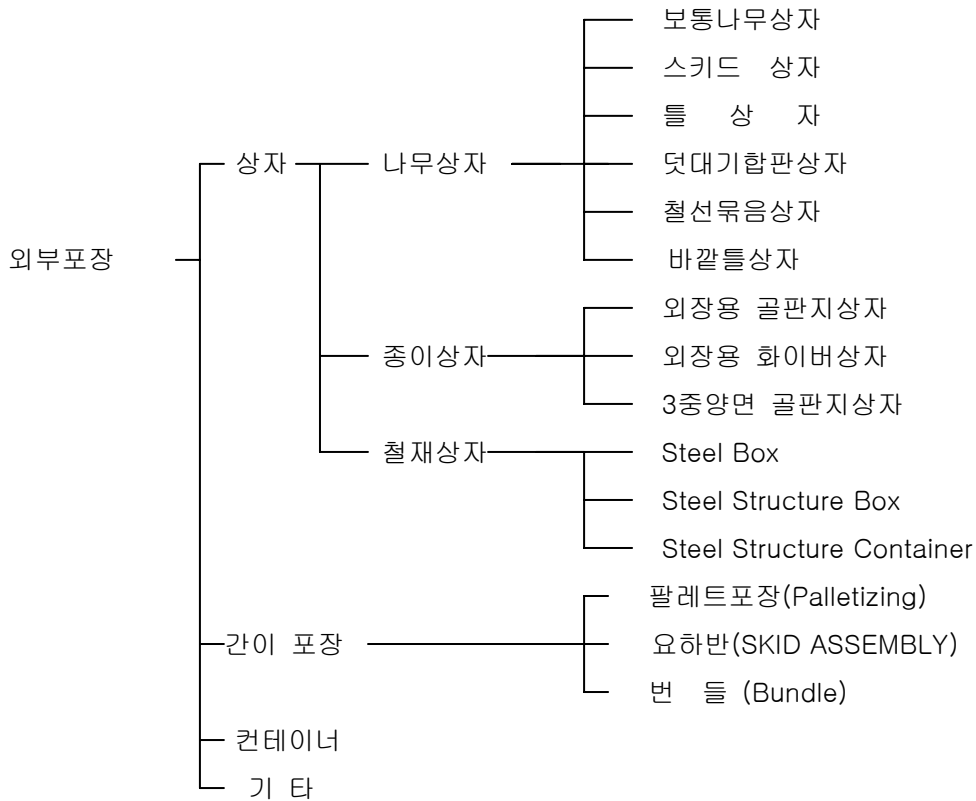 보통나무상자
스키드 상자
틀 상 자
상자 나무상자 덧대기합판상자
철선묶음상자
외부포장 바깥틀상자
외장용 골판지상자
종이상자 외장용 화이버상자
3중양면 골판지상자
철재상자 Steel Box
Steel Structure Box
Steel Structure Container
팔레트포장(Palletizing)
간이 포장 요하반(SKID ASSEMBLY)
번 들 (Bundle)
컨테이너
기 타